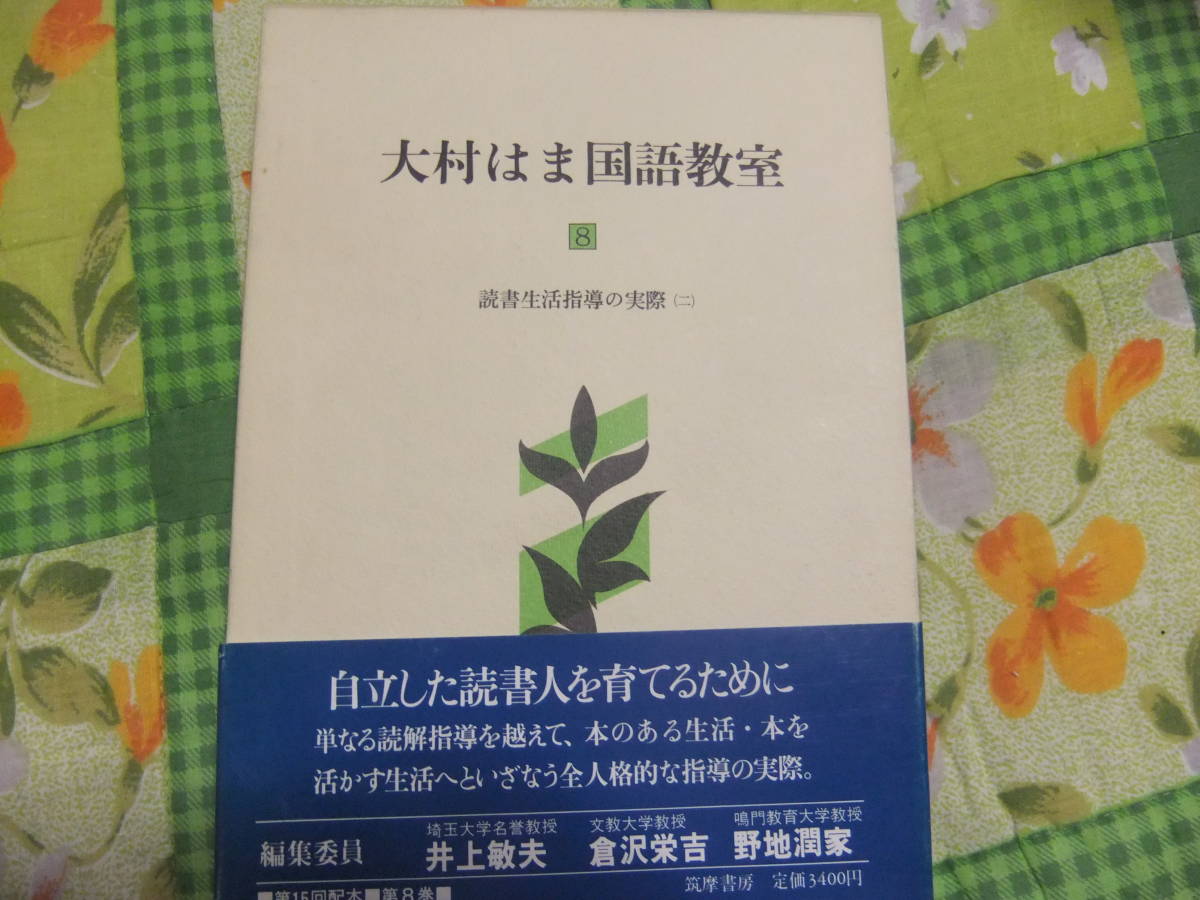 大村はま国語教室
8
読書生活指導の実際(二)
自立した読書人を育てるために
単なる読解指導を越えて、本のある生活・本を
活かす生活へといざなう全人格的な指導の実際。
編集委員
埼玉大学名誉教授 文教大学教授 鳴門教育大学教授
井上敏夫 倉沢栄吉 野地潤家
筑摩書房 定価3400円
■第15回配本■第8巻■